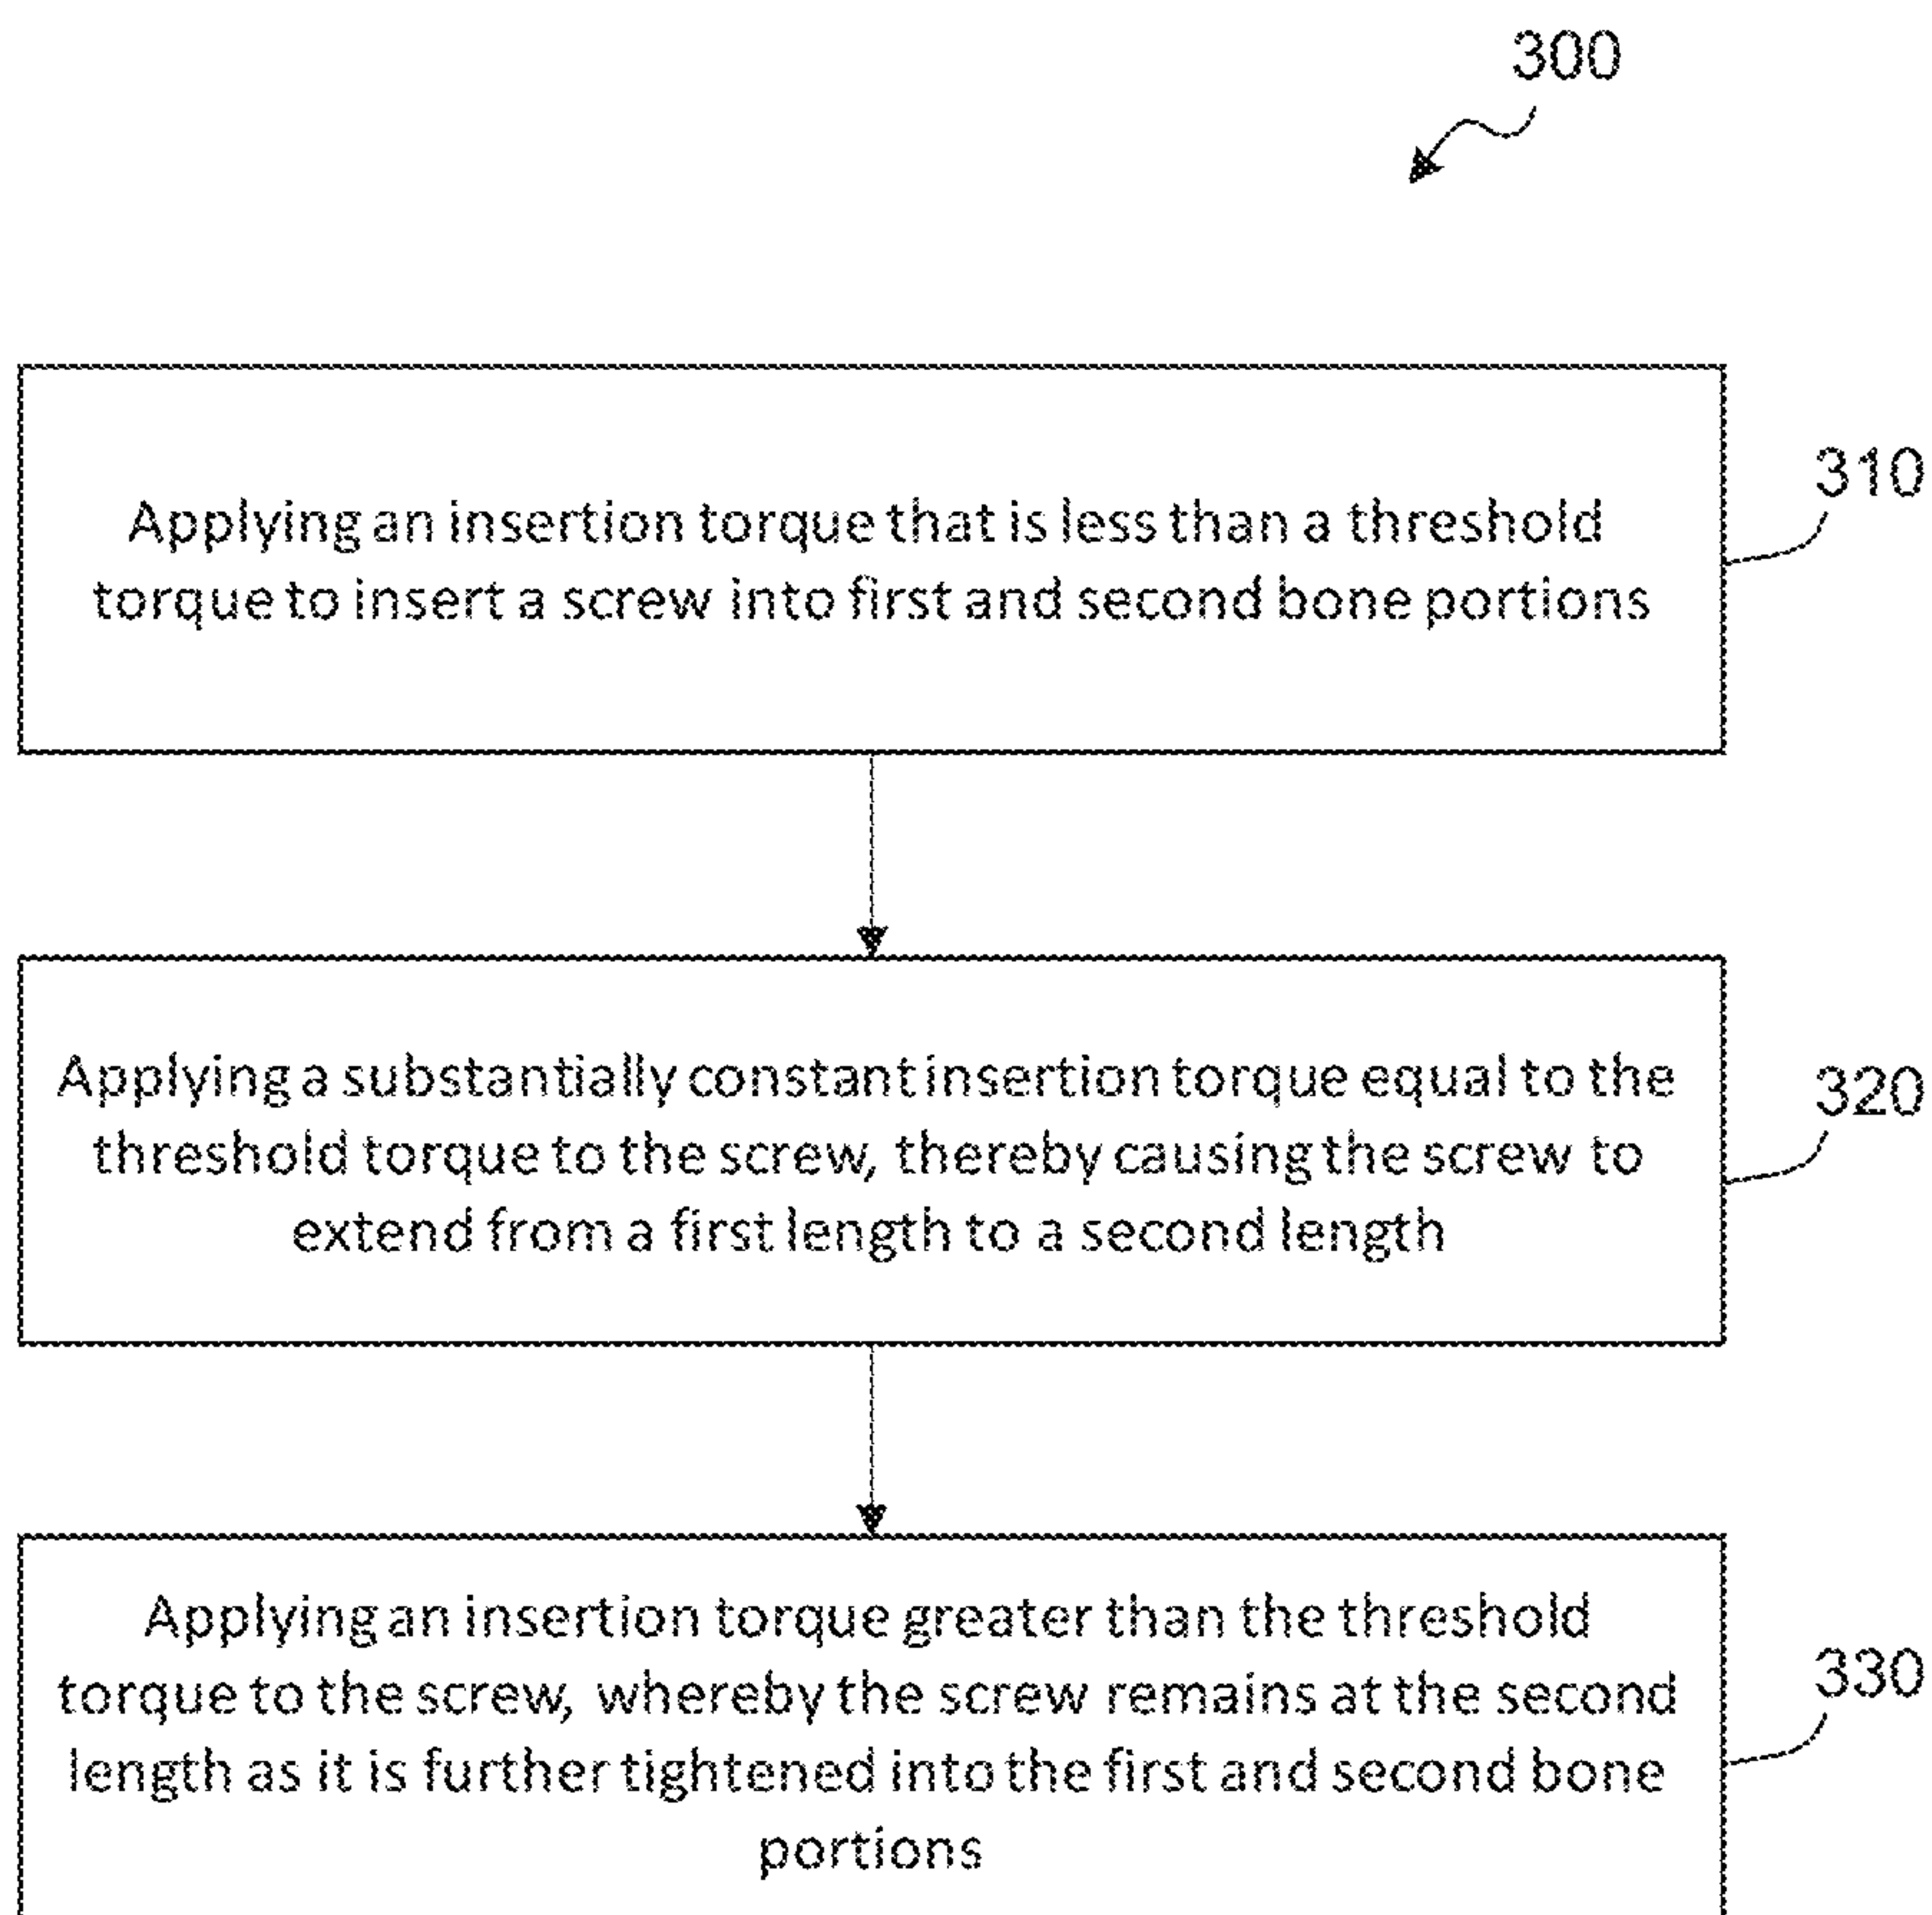 300
Applying an insertion torque that is less than a threshold
torque to insert a screw into first and second bone portions
310
Applying a substantially constant insertion torque equal to the
threshold torque to the screw, thereby causing the screw to
extend from a first length to a second length
320
Applying an insertion torque greater than the threshold
torque to the screw, whereby the screw remains at the second
length as it is further tightened into the first and second bone
portions
330